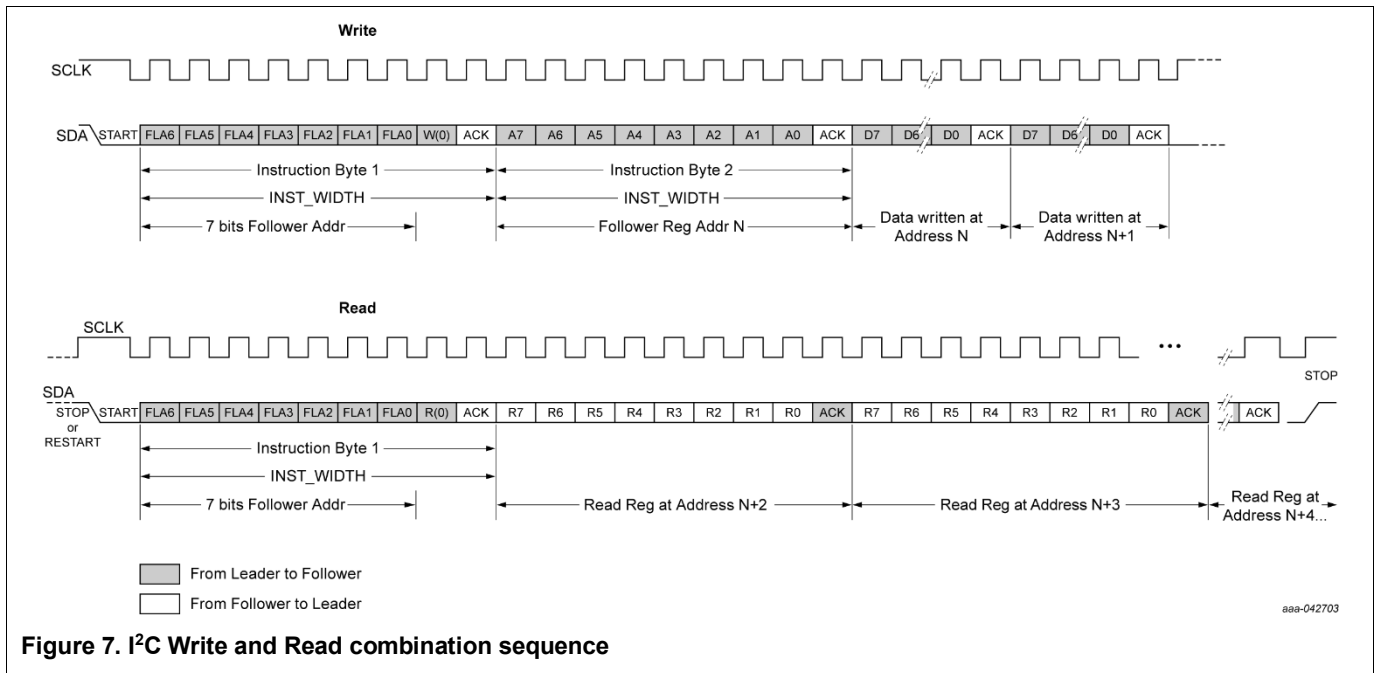 Write
SCLK
SDA START FLA6 FLA5 FLA4 FLA3 FLA2 FLA1 FLA0 W(0) ACK A7 A6 A5 A4 A3 A2 A1 A0 ACK D7 D6 D0 ACK D7 D6 D0 ACK
Instruction Byte 1 Instruction Byte 2
INST_WIDTH INST_WIDTH
7 bits Follower Addr Follower Reg Addr N Data written at Address N Data written at Address N+1
Read
SCLK
...
STOP
SDA
STOP or RESTART START FLA6 FLA5 FLA4 FLA3 FLA2 FLA1 FLA0 R(0) ACK R7 R6 R5 R4 R3 R2 R1 R0 ACK R7 R6 R5 R4 R3 R2 R1 R0 ACK ACK
Instruction Byte 1
INST_WIDTH
7 bits Follower Addr Read Reg at Address N+2 Read Reg at Address N+3 Read Reg at Address N+4...
From Leader to Follower
From Follower to Leader
aaa-042703
Figure 7. I²C Write and Read combination sequence